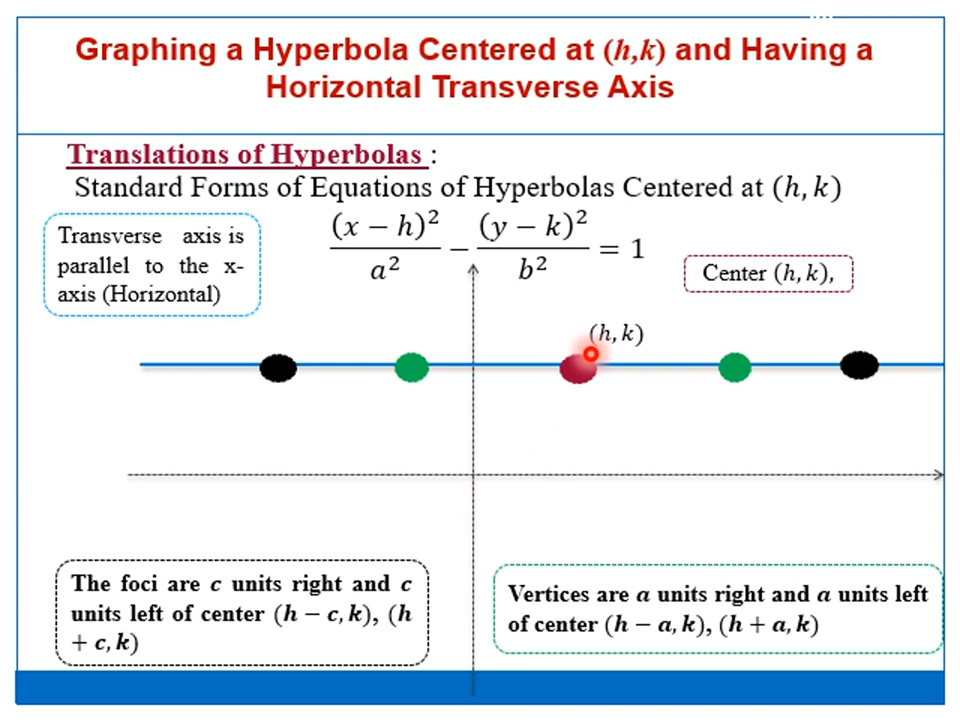 Graphing a Hyperbola Centered at (h,k) and Having a
Horizontal Transverse Axis
Translations of Hyperbolas :
Standard Forms of Equations of Hyperbolas Centered at (h, k)
Transverse axis is
parallel to the x-
axis (Horizontal)
(x − h)²/a² − (y − k)²/b² = 1
Center (h, k),
(h, k)
The foci are c units right and c
units left of center (h − c, k), (h
+ c, k)
Vertices are a units right and a units left
of center (h − a, k), (h + a, k)